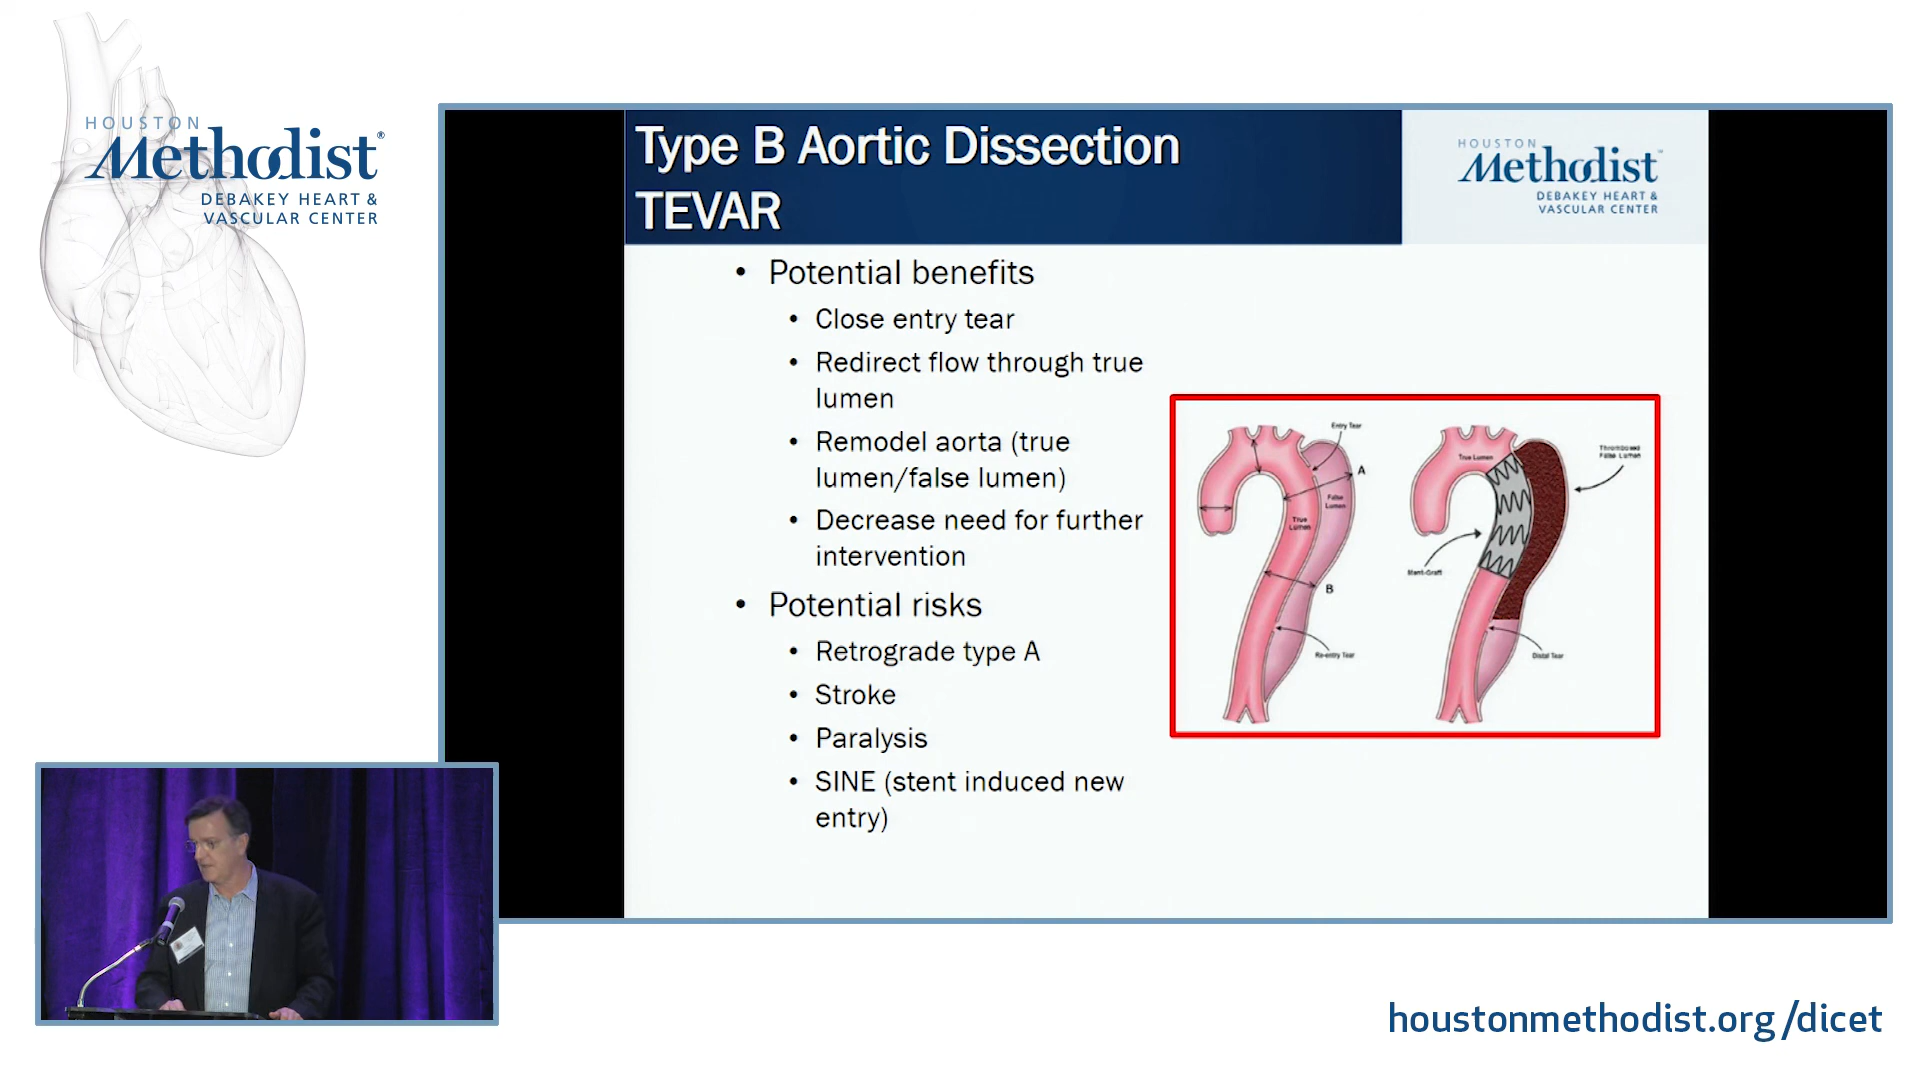 HOUSTON
Methodist®
DEBAKEY HEART &
VASCULAR CENTER
Type B Aortic Dissection
TEVAR
HOUSTON
Methodist
DEBAKEY HEART &
VASCULAR CENTER
• Potential benefits
• Close entry tear
• Redirect flow through true
lumen
• Remodel aorta (true
lumen/false lumen)
• Decrease need for further
intervention
• Potential risks
• Retrograde type A
• Stroke
• Paralysis
• SINE (stent induced new
entry)
Entry Tear
A
False
Lumen
True
Lumen
B
Re-entry Tear
True Lumen
Thrombosed
False Lumen
Distal Tear
houstonmethodist.org/dicet